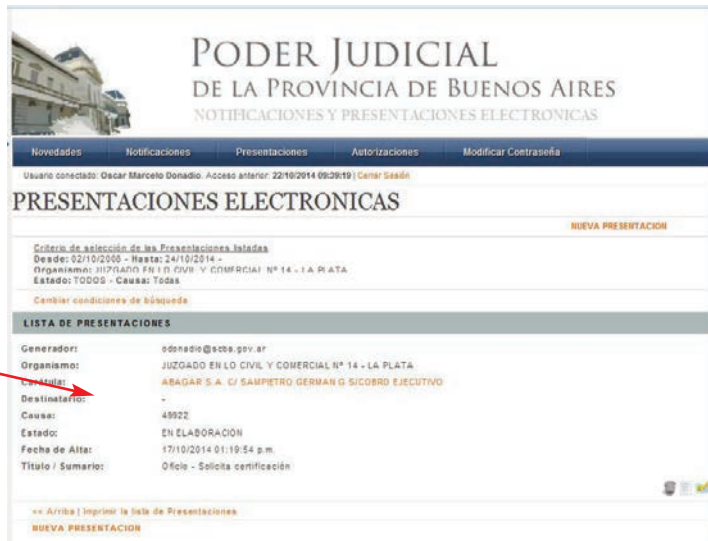 PODER JUDICIAL
DE LA PROVINCIA DE BUENOS AIRES
NOTIFICACIONES Y PRESENTACIONES ELECTRONICAS
Novedades Notificaciones Presentaciones Autorizaciones Modificar Contraseña
Usuario conectado: Oscar Marcelo Donadio. Acceso anterior: 22/10/2014 09:39:19 | Cerrar Sesión
PRESENTACIONES ELECTRONICAS
NUEVA PRESENTACION
Criterio de selección de las Presentaciones listadas
Desde: 02/10/2008 - Hasta: 24/10/2014 -
Organismo: JUZGADO EN LO CIVIL Y COMERCIAL Nº 14 - LA PLATA
Estado: TODOS - Causa: Todas
Cambiar condiciones de búsqueda
LISTA DE PRESENTACIONES
Generador: odonadio@scba.gov.ar
Organismo: JUZGADO EN LO CIVIL Y COMERCIAL Nº 14 - LA PLATA
Carátula: ABAGAR S.A. C/ SAMPIETRO GERMAN G S/COBRO EJECUTIVO
Destinatario: -
Causa: 49922
Estado: EN ELABORACION
Fecha de Alta: 17/10/2014 01:19:54 p.m.
Título / Sumario: Oficio - Solicita certificación
<< Arriba | Imprimir la lista de Presentaciones
NUEVA PRESENTACION